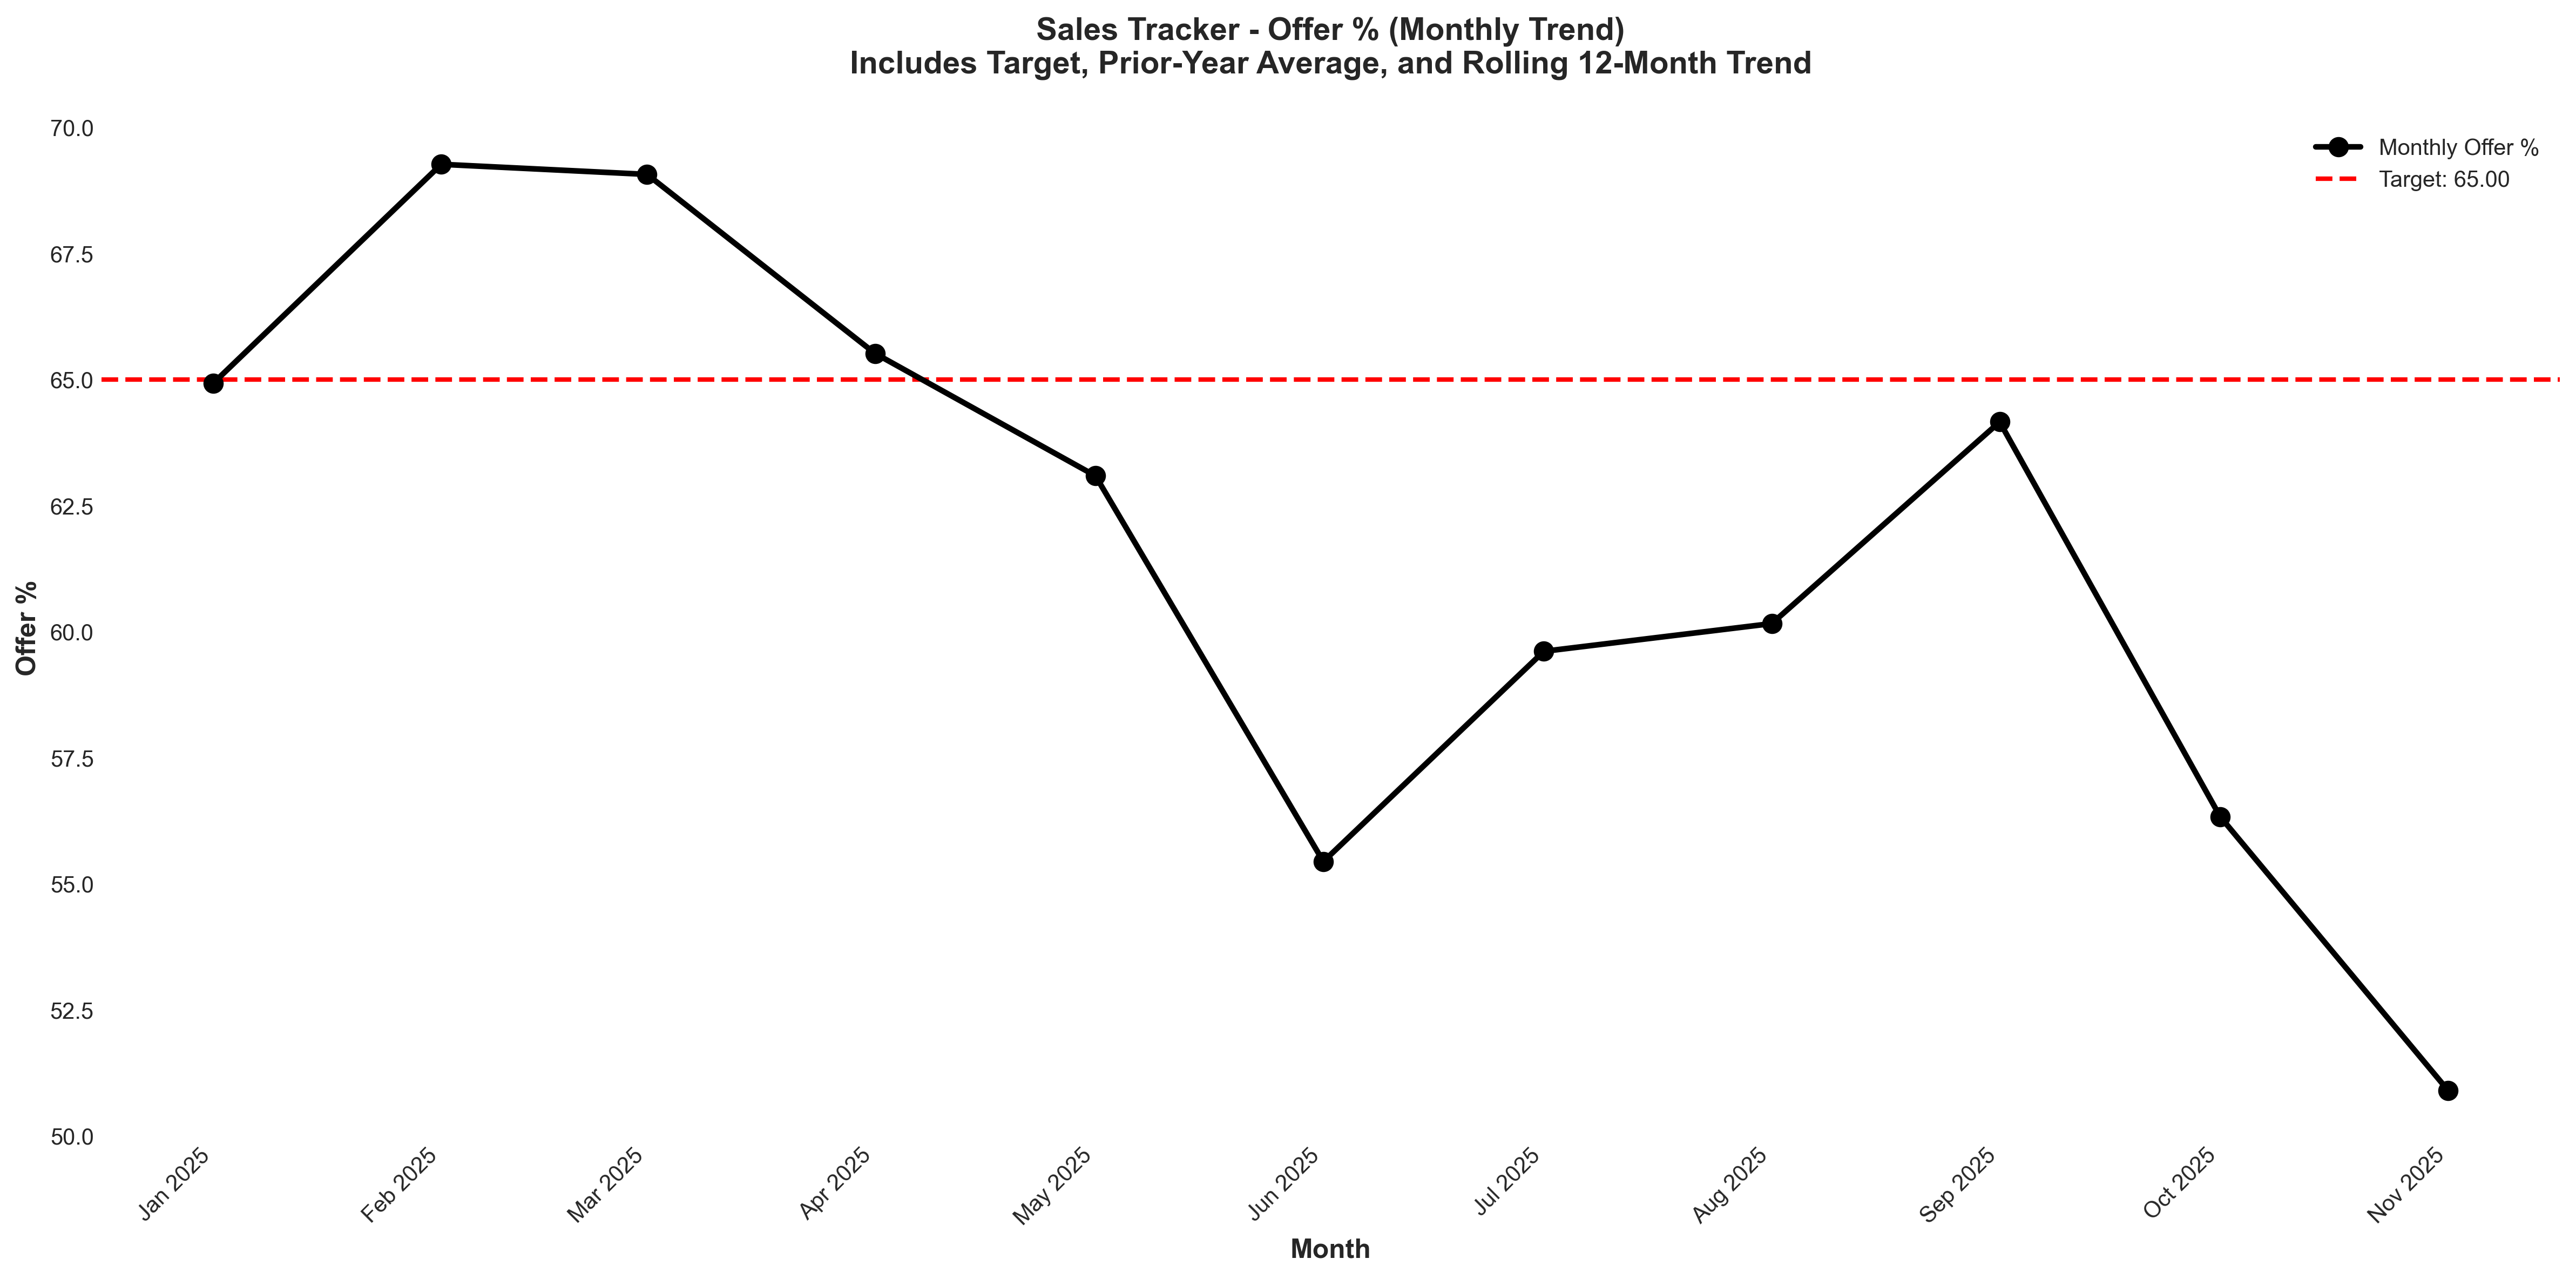 Sales Tracker - Offer % (Monthly Trend)
Includes Target, Prior-Year Average, and Rolling 12-Month Trend
70.0
67.5
65.0
62.5
60.0
57.5
55.0
52.5
50.0
Offer %
Monthly Offer %
Target: 65.00
Jan 2025
Feb 2025
Mar 2025
Apr 2025
May 2025
Jun 2025
Jul 2025
Aug 2025
Sep 2025
Oct 2025
Nov 2025
Month